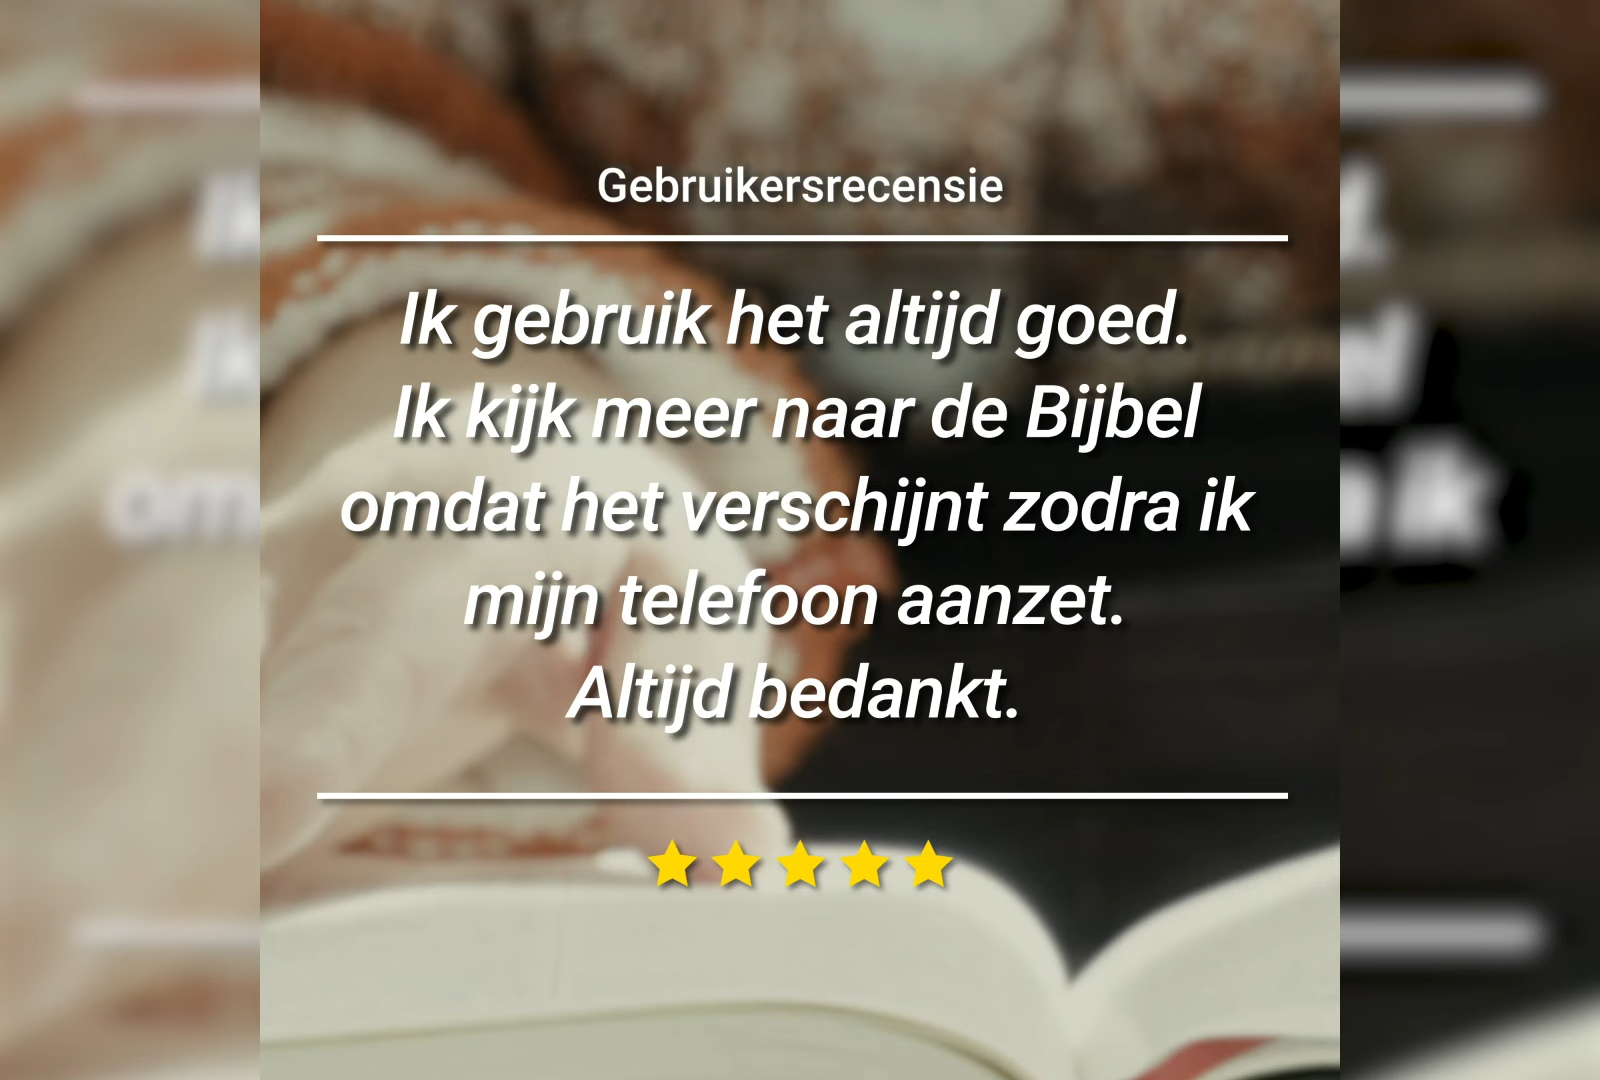 Gebruikersrecensie
Ik gebruik het altijd goed.
Ik kijk meer naar de Bijbel
omdat het verschijnt zodra ik
mijn telefoon aanzet.
Altijd bedankt.